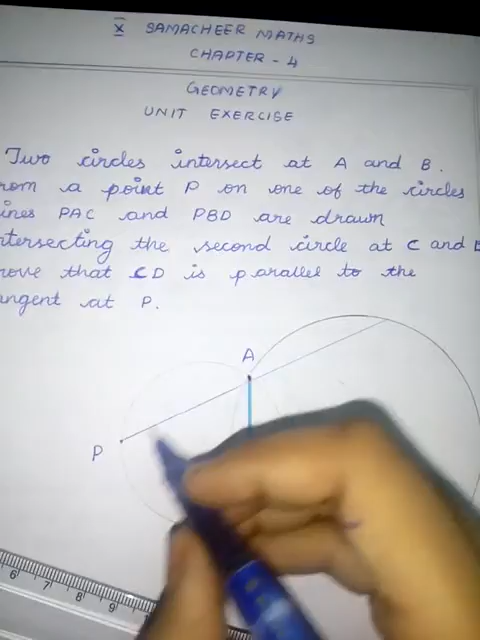 X SAMACHEER MATHS
CHAPTER - 4
GEOMETRY
UNIT EXERCISE
Two circles intersect at A and B.
rom a point P on one of the circles
ines PAC and PBD are drawn
ntersecting the second circle at C and D
rove that CD is parallel to the
angent at P.
A
P
6 7 8 9 10